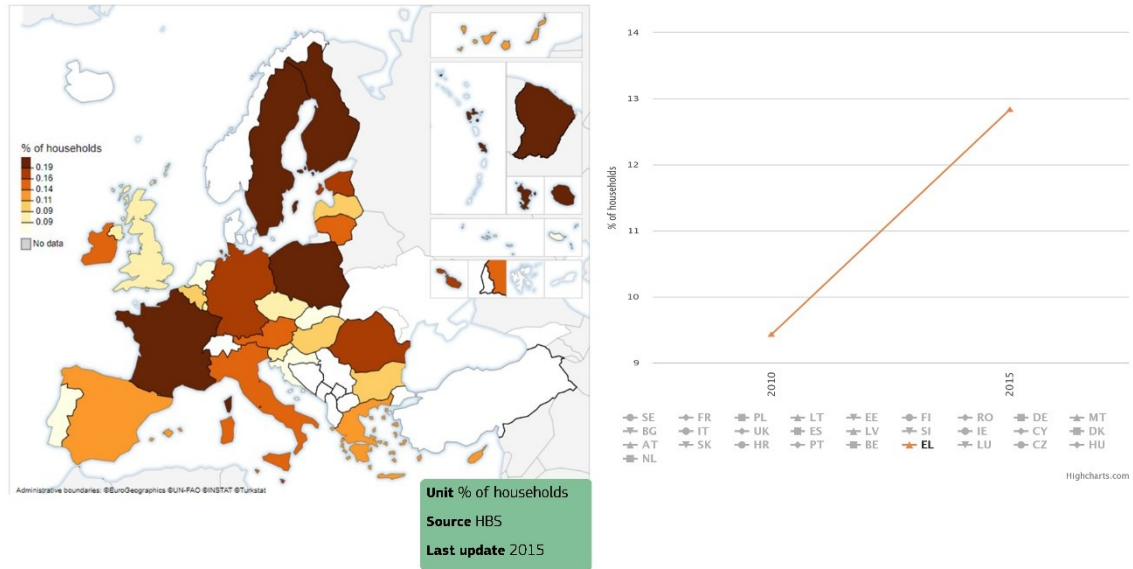 % of households
0.19
0.16
0.14
0.11
0.09
0.09
No data
Administrative boundaries: ©EuroGeographics ©UN-FAO ©INSTAT ©Turkstat
Unit % of households
Source HBS
Last update 2015
14
13
12
11
10
9
% of households
2010
2015
SE FR PL LT EE FI RO DE MT
BG IT UK ES LV SI IE CY DK
AT SK HR PT BE EL LU CZ HU
NL
Highcharts.com